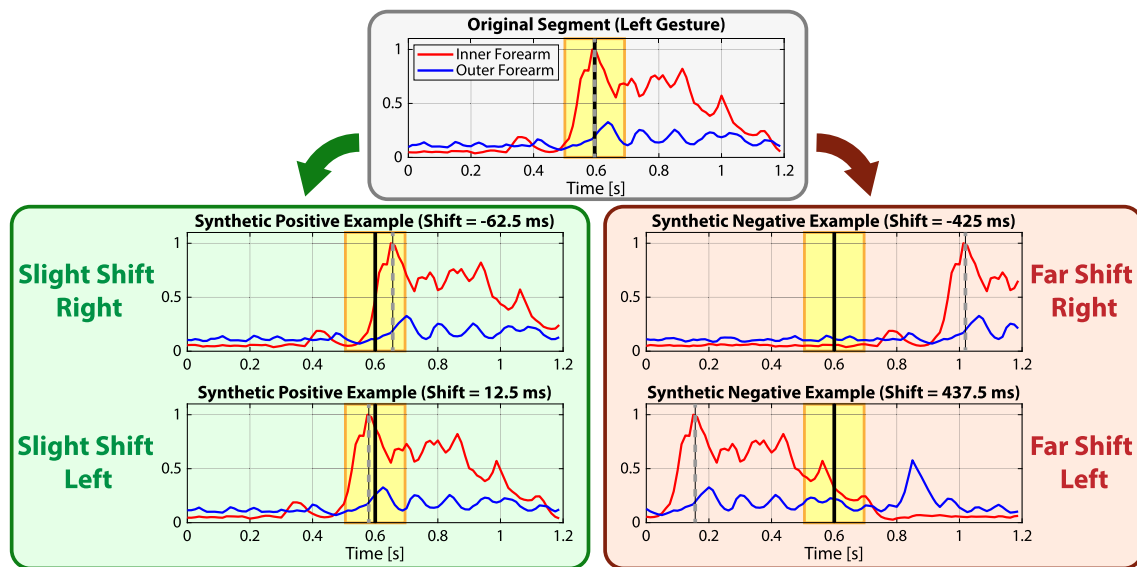 Original Segment (Left Gesture)
Inner Forearm
Outer Forearm
1
0.5
0
0 0.2 0.4 0.6 0.8 1 1.2
Time [s]
Slight Shift
Right
Synthetic Positive Example (Shift = -62.5 ms)
1
0.5
0
0 0.2 0.4 0.6 0.8 1 1.2
Slight Shift
Left
Synthetic Positive Example (Shift = 12.5 ms)
1
0.5
0
0 0.2 0.4 0.6 0.8 1 1.2
Time [s]
Synthetic Negative Example (Shift = -425 ms)
1
0.5
0
0 0.2 0.4 0.6 0.8 1 1.2
Far Shift
Right
Synthetic Negative Example (Shift = 437.5 ms)
1
0.5
0
0 0.2 0.4 0.6 0.8 1 1.2
Time [s]
Far Shift
Left